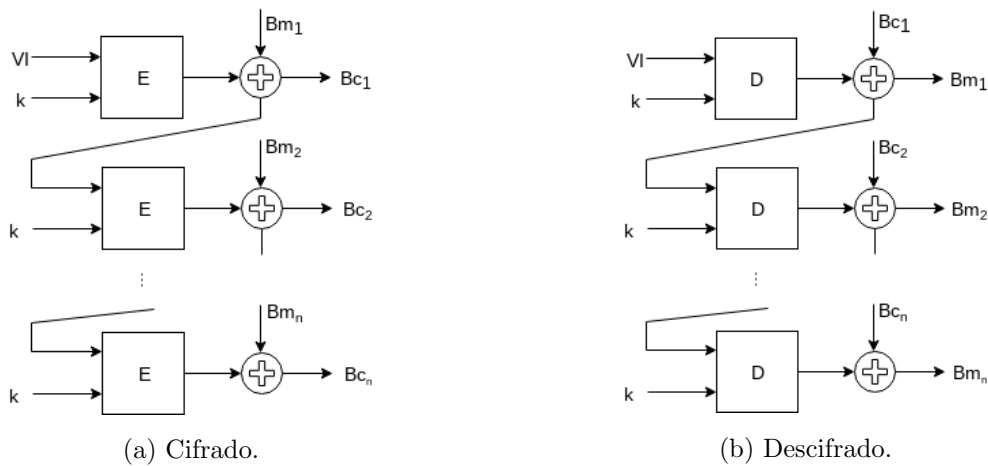 Bm1
VI
E
Bc1
k
Bm2
E
Bc2
k
⋮
Bmn
E
Bcn
k
(a) Cifrado.
Bc1
VI
D
Bm1
k
Bc2
D
Bm2
k
⋮
Bcn
D
Bmn
k
(b) Descifrado.